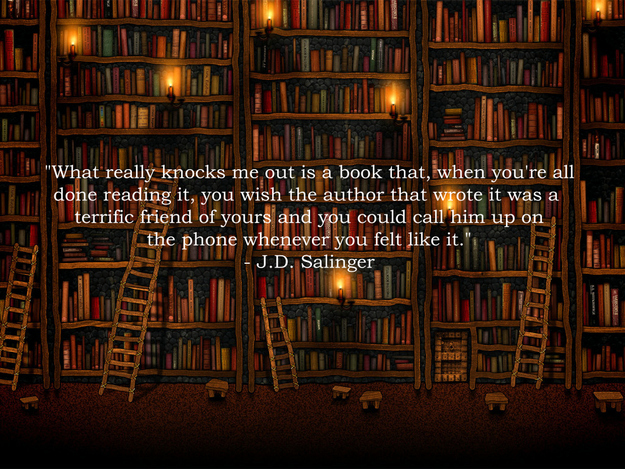 "What really knocks me out is a book that, when you're all
done reading it, you wish the author that wrote it was a
terrific friend of yours and you could call him up on
the phone whenever you felt like it."
- J.D. Salinger